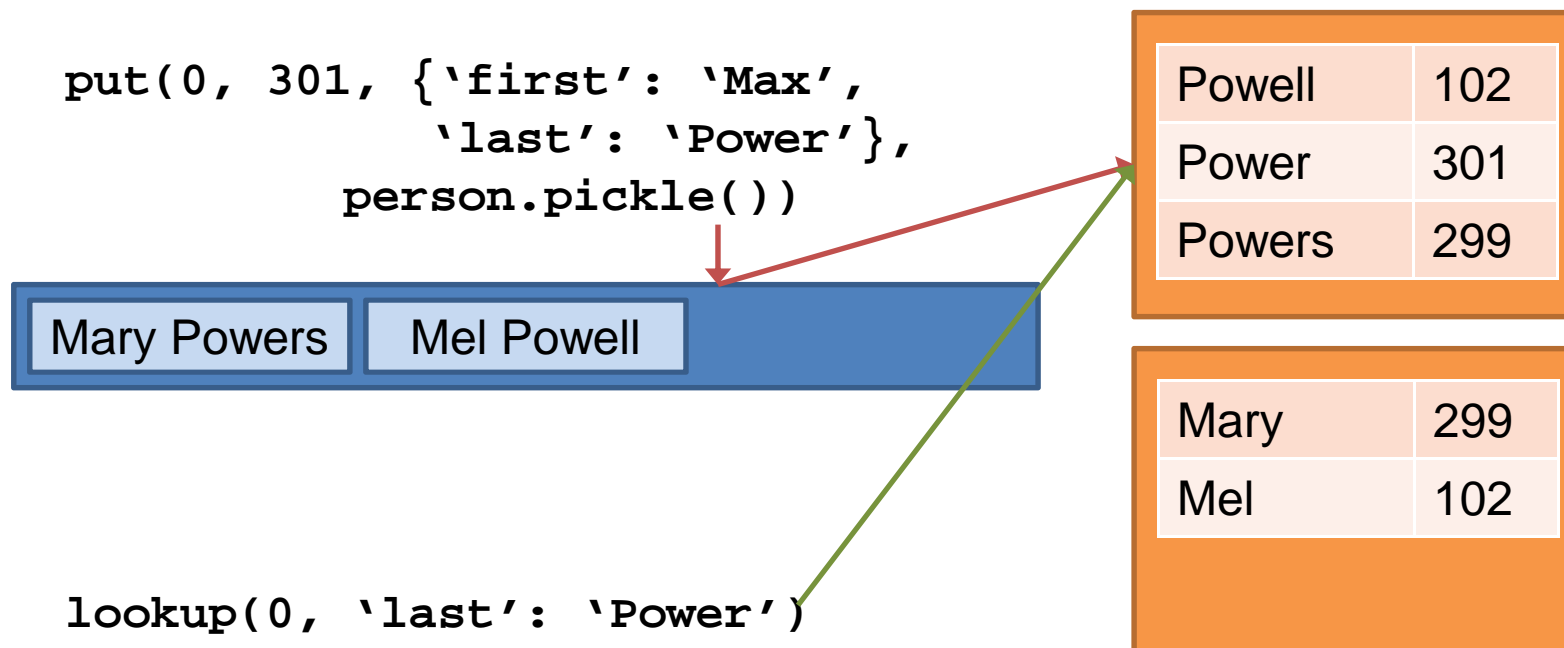 put(0, 301, {‘first’: ‘Max’,
‘last’: ‘Power’},
person.pickle())
Mary Powers Mel Powell
lookup(0, ‘last’: ‘Power’)
Powell 102
Power 301
Powers 299
Mary 299
Mel 102